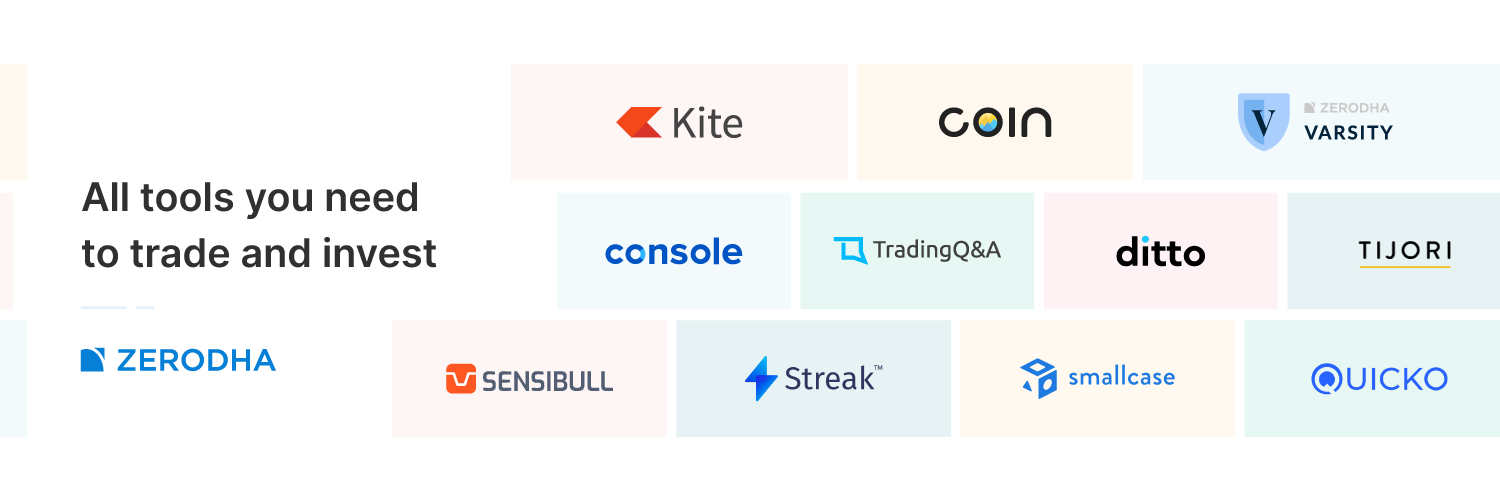 All tools you need
to trade and invest
ZERODHA
Kite
coin
ZERODHA
VARSITY
console
TradingQ&A
ditto
TIJORI
SENSIBULL
Streak™
smallcase
QUICKO